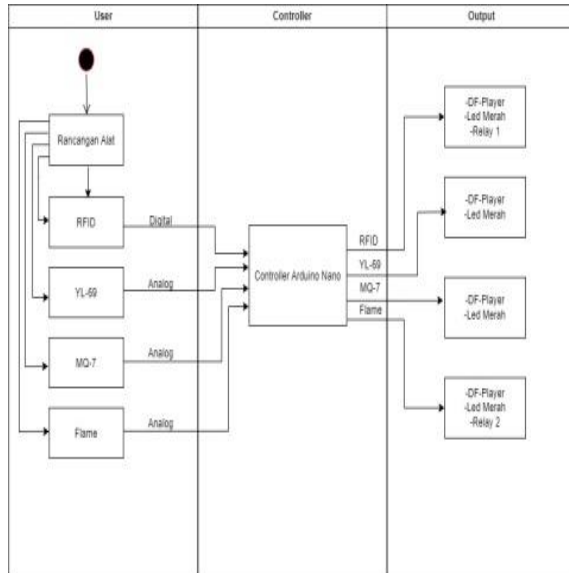 User
Controller
Output
Rancangan Alat
RFID
Digital
YL-69
Analog
MQ-7
Analog
Flame
Analog
Controller Arduino Nano
RFID
YL-69
MQ-7
Flame
-DF-Player
-Led Merah
-Relay 1
-DF-Player
-Led Merah
-DF-Player
-Led Merah
-DF-Player
-Led Merah
-Relay 2